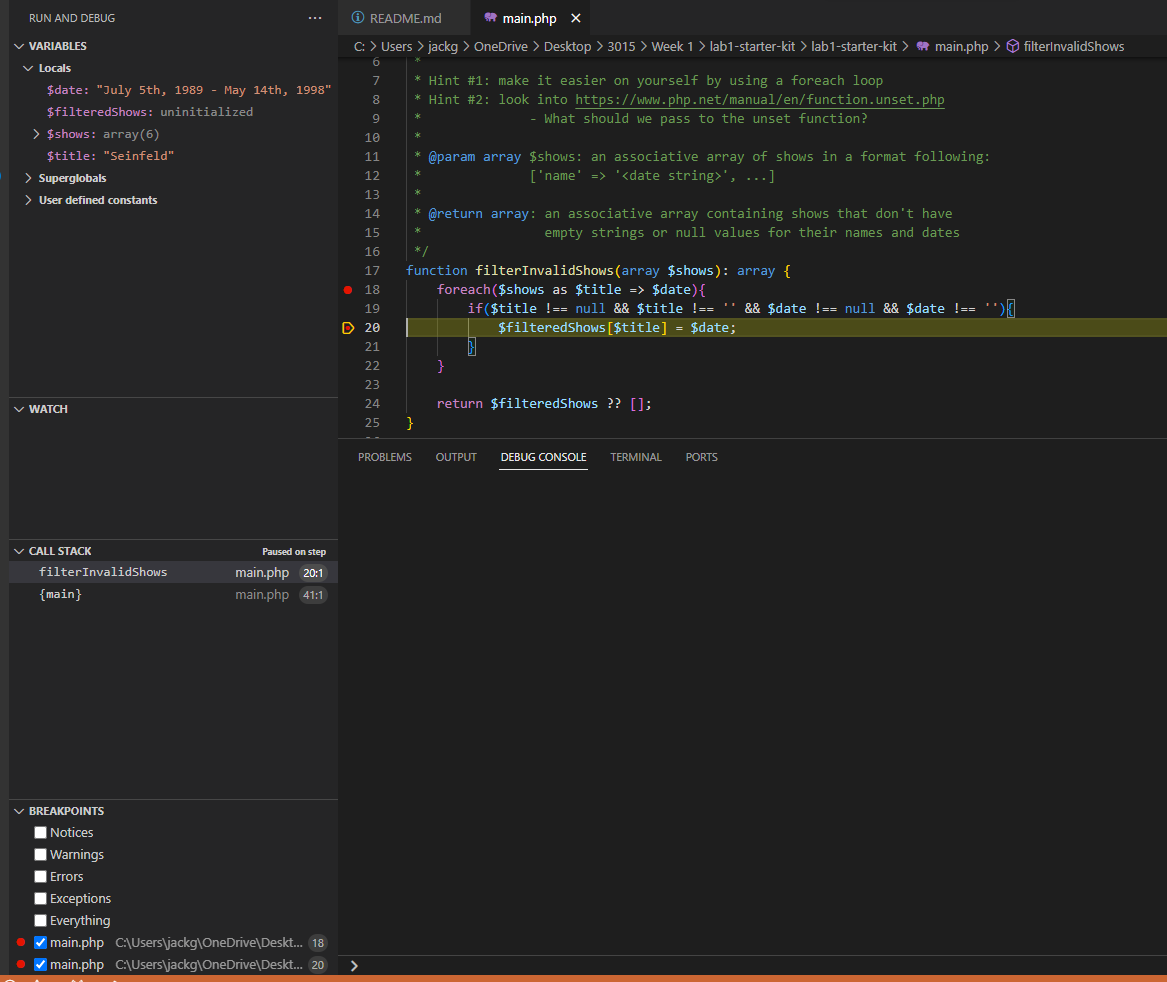 RUN AND DEBUG ···
VARIABLES
Locals
$date: "July 5th, 1989 - May 14th, 1998"
$filteredShows: uninitialized
$shows: array(6)
$title: "Seinfeld"
Superglobals
User defined constants
WATCH
CALL STACK Paused on step
filterInvalidShows main.php 20:1
{main} main.php 41:1
BREAKPOINTS
Notices
Warnings
Errors
Exceptions
Everything
main.php C:\Users\jackg\OneDrive\Deskt... 18
main.php C:\Users\jackg\OneDrive\Deskt... 20
README.md main.php
C: > Users > jackg > OneDrive > Desktop > 3015 > Week 1 > lab1-starter-kit > lab1-starter-kit > main.php > filterInvalidShows
6 *
7 * Hint #1: make it easier on yourself by using a foreach loop
8 * Hint #2: look into https://www.php.net/manual/en/function.unset.php
9 * - What should we pass to the unset function?
10 *
11 * @param array $shows: an associative array of shows in a format following:
12 * ['name' => '<date string>', ...]
13 *
14 * @return array: an associative array containing shows that don't have
15 * empty strings or null values for their names and dates
16 */
17 function filterInvalidShows(array $shows): array {
18 foreach($shows as $title => $date){
19 if($title !== null && $title !== '' && $date !== null && $date !== ''){
20 $filteredShows[$title] = $date;
21 }
22 }
23
24 return $filteredShows ?? [];
25 }
PROBLEMS OUTPUT DEBUG CONSOLE TERMINAL PORTS
>